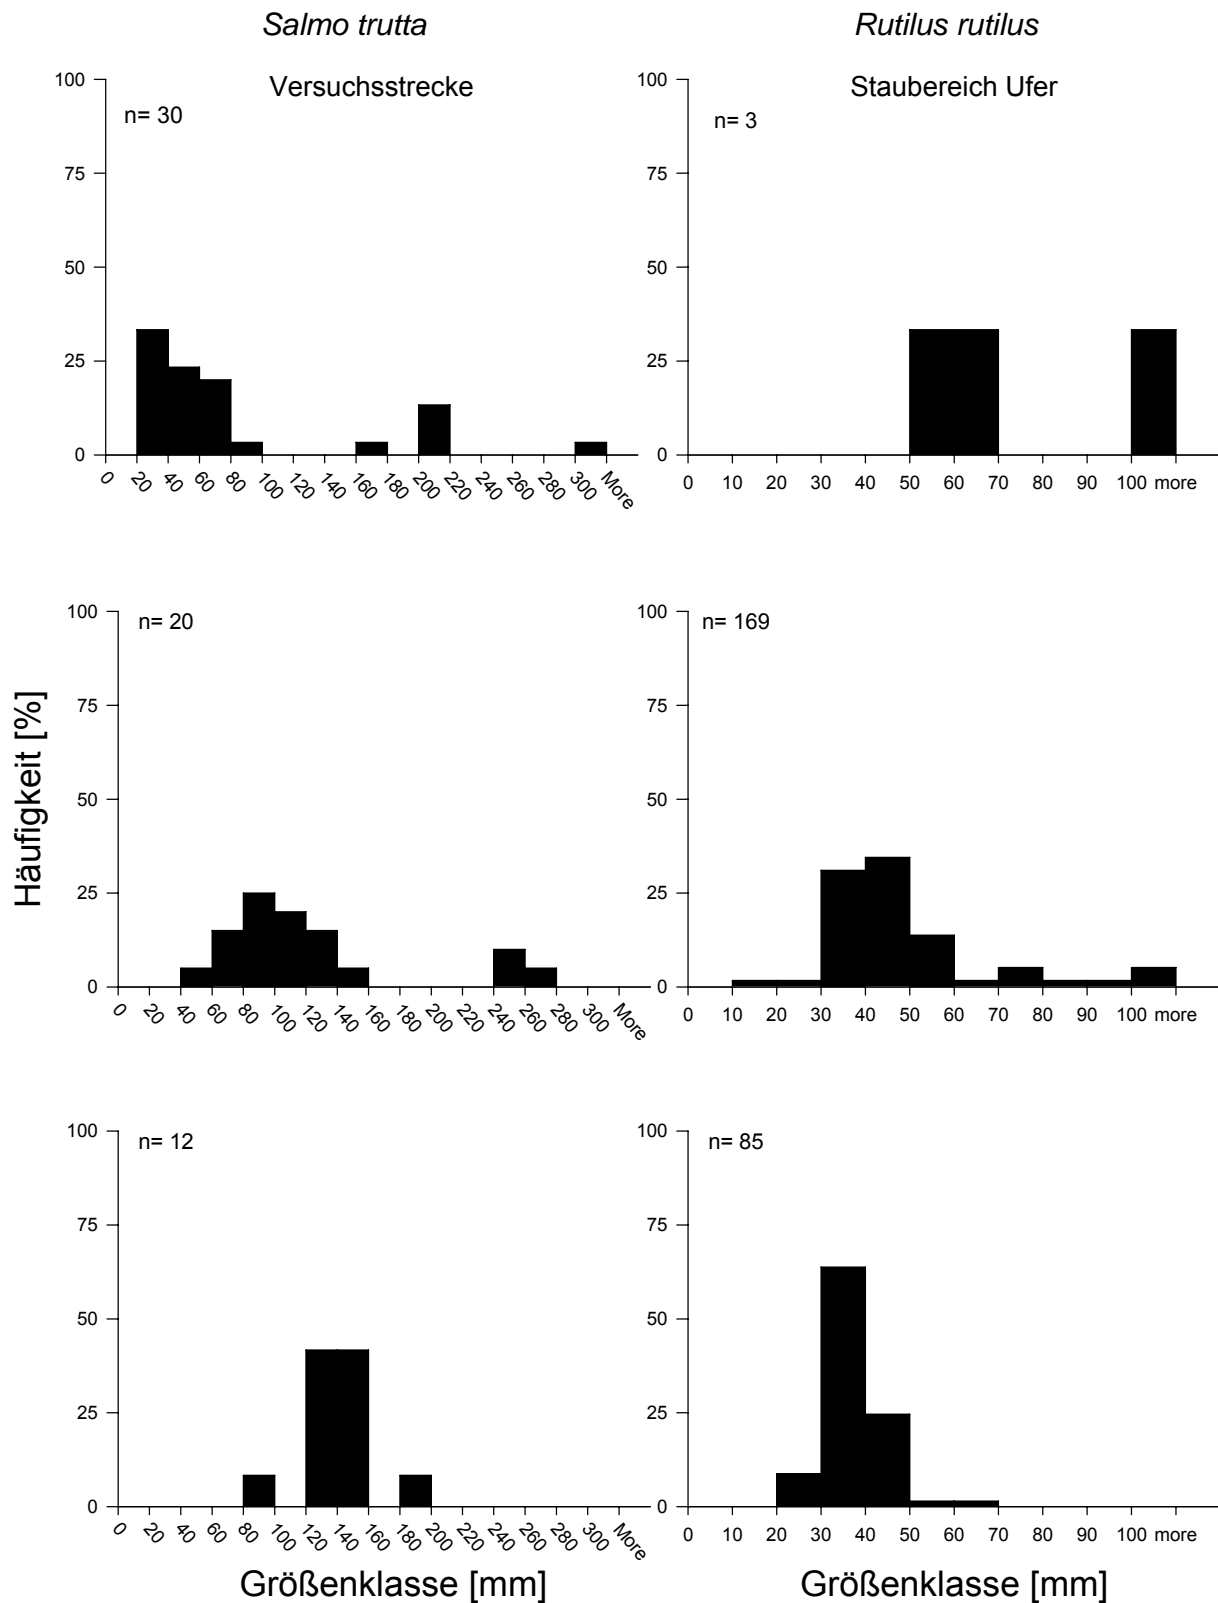 Salmo trutta
Rutilus rutilus
Versuchsstrecke
n= 30
100
75
50
25
0
0 20 40 60 80 100 120 140 160 180 200 220 240 260 280 300 More
Staubereich Ufer
n= 3
100
75
50
25
0
0 10 20 30 40 50 60 70 80 90 100 more
Häufigkeit [%]
n= 20
100
75
50
25
0
0 20 40 60 80 100 120 140 160 180 200 220 240 260 280 300 More
n= 169
100
75
50
25
0
0 10 20 30 40 50 60 70 80 90 100 more
n= 12
100
75
50
25
0
0 20 40 60 80 100 120 140 160 180 200 220 240 260 280 300 More
Größenklasse [mm]
n= 85
100
75
50
25
0
0 10 20 30 40 50 60 70 80 90 100 more
Größenklasse [mm]